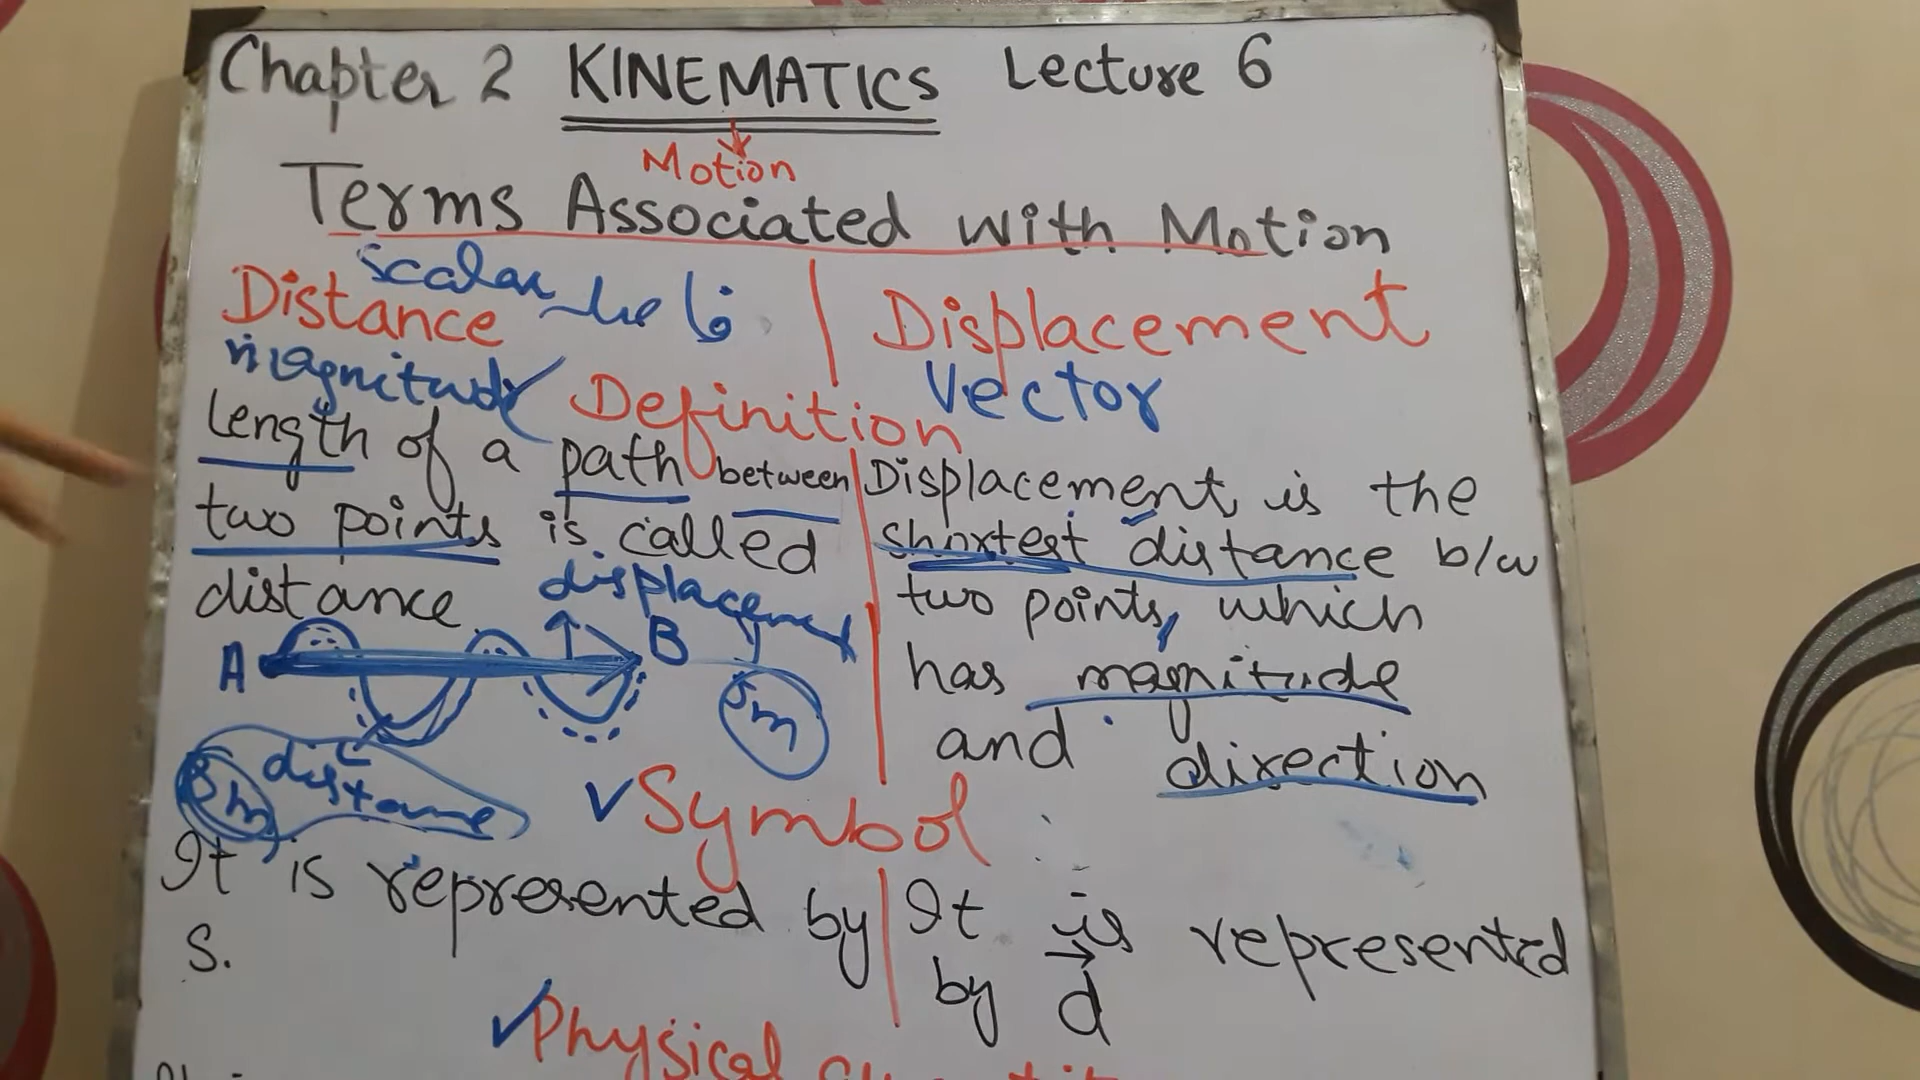 Chapter 2 KINEMATICS Lecture 6
Motion
Terms Associated with Motion
scalar
Distance
Displacement
magnitude
Vector
Definition
length of a path between
two points is called
distance
Displacement is the
shortest distance b/w
two points, which
has magnitude
and direction
displacement
A
B
5m
distance
8m
Symbol
It is represented by
S.
It is represented
by d⃗
Physical